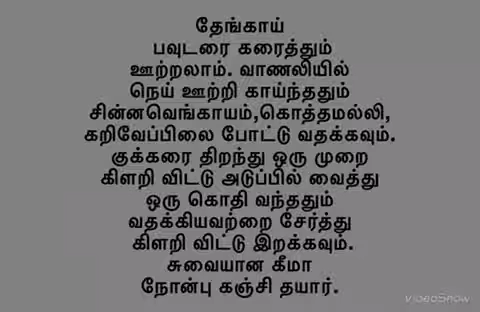 தேங்காய்
பவுடரை கரைத்தும்
ஊற்றலாம். வாணலியில்
நெய் ஊற்றி காய்ந்ததும்
சின்னவெங்காயம்,கொத்தமல்லி,
கறிவேப்பிலை போட்டு வதக்கவும்.
குக்கரை திறந்து ஒரு முறை
கிளறி விட்டு அடுப்பில் வைத்து
ஒரு கொதி வந்ததும்
வதக்கியவற்றை சேர்த்து
கிளறி விட்டு இறக்கவும்.
சுவையான கீமா
நோன்பு கஞ்சி தயார்.
VideoShow